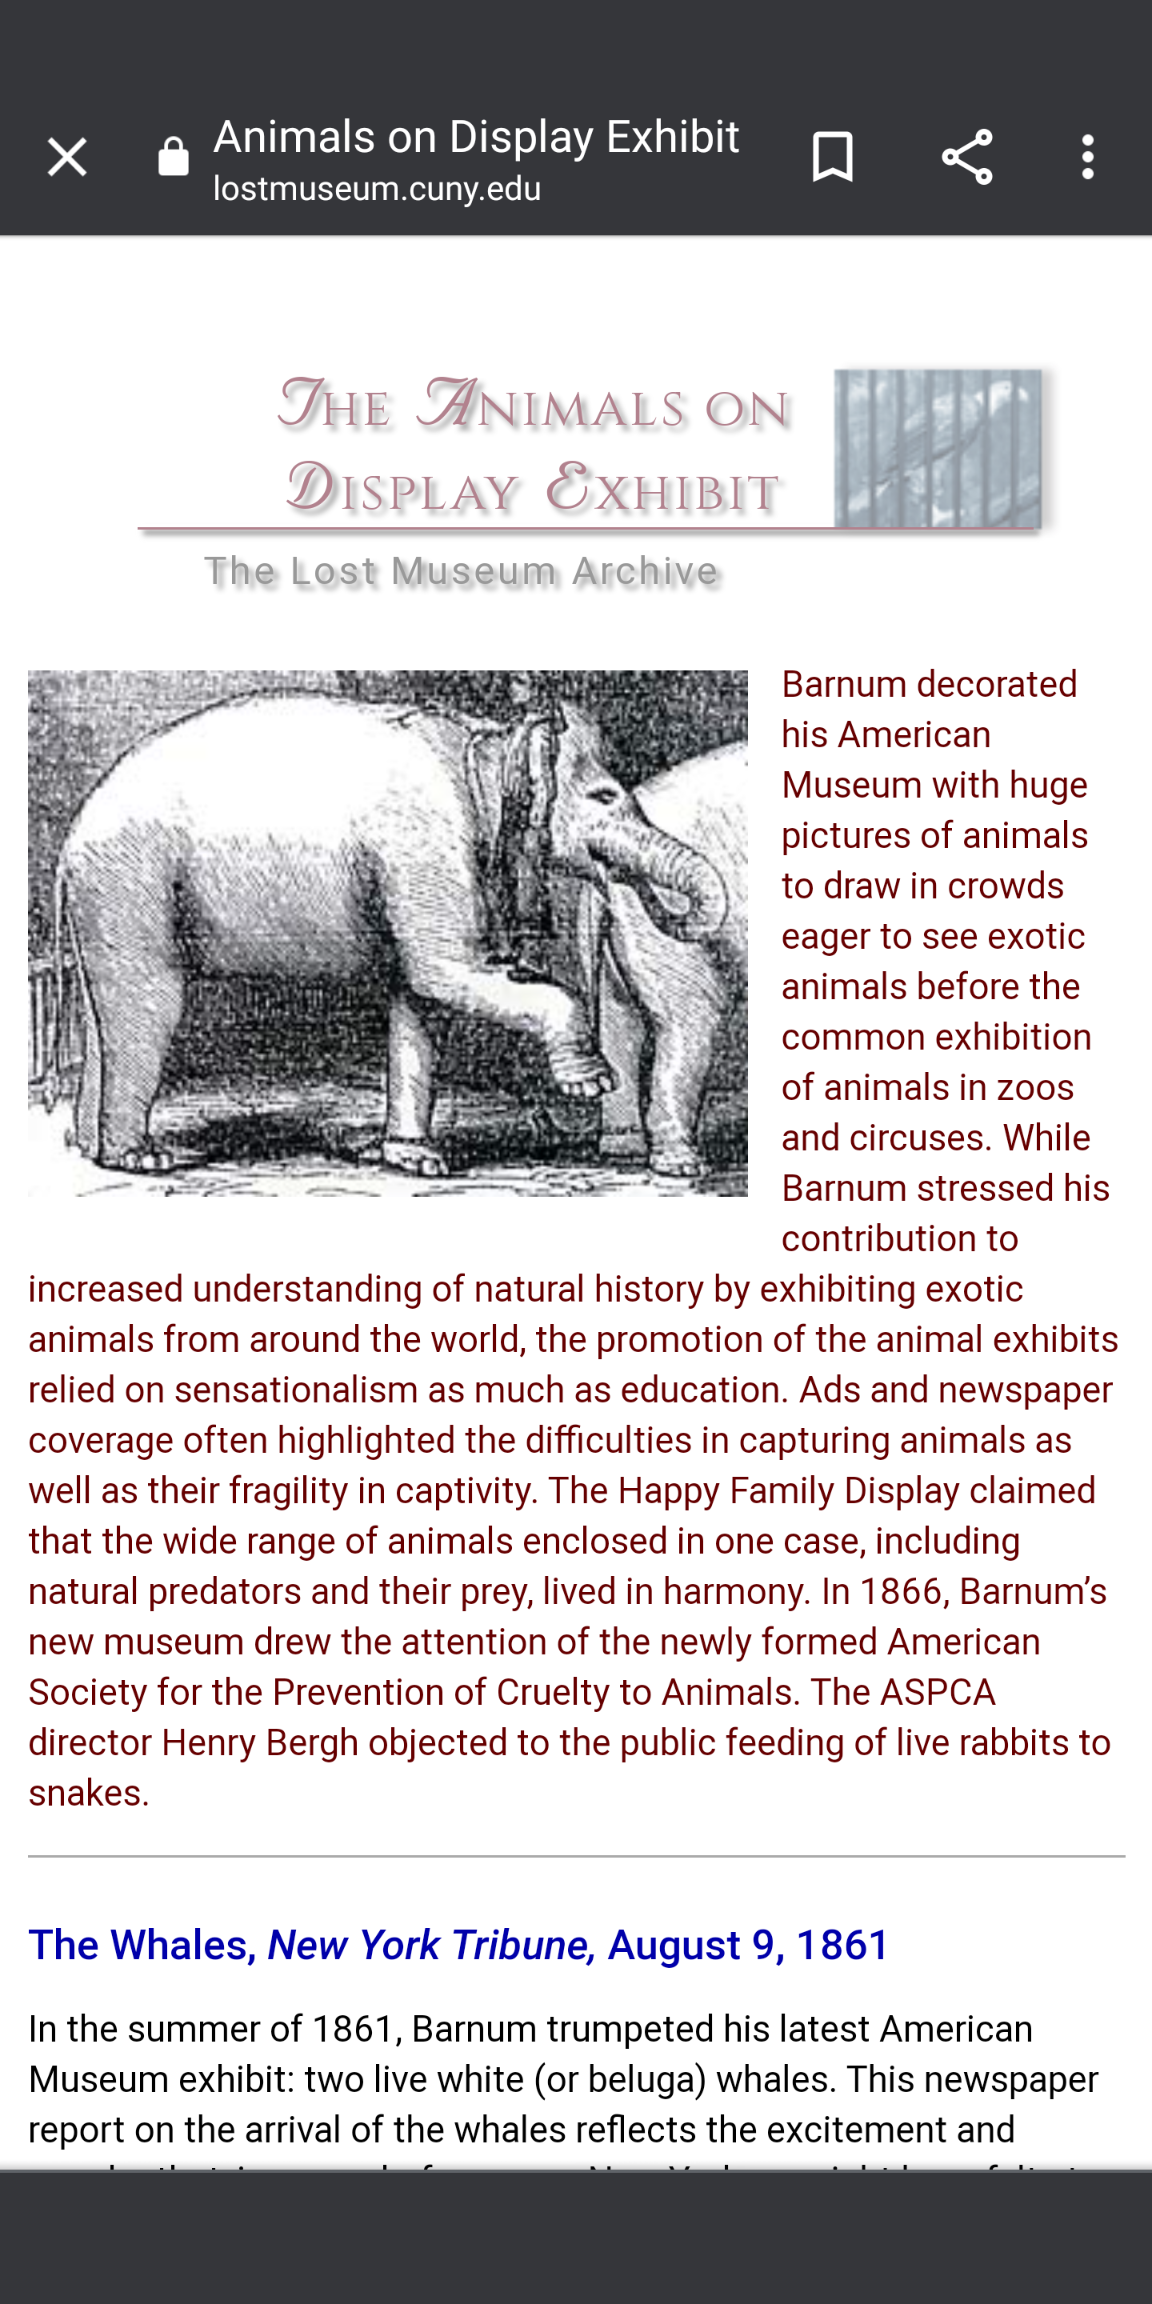 Animals on Display Exhibit
lostmuseum.cuny.edu
The Animals on
Display Exhibit
The Lost Museum Archive
Barnum decorated
his American
Museum with huge
pictures of animals
to draw in crowds
eager to see exotic
animals before the
common exhibition
of animals in zoos
and circuses. While
Barnum stressed his
contribution to
increased understanding of natural history by exhibiting exotic
animals from around the world, the promotion of the animal exhibits
relied on sensationalism as much as education. Ads and newspaper
coverage often highlighted the difficulties in capturing animals as
well as their fragility in captivity. The Happy Family Display claimed
that the wide range of animals enclosed in one case, including
natural predators and their prey, lived in harmony. In 1866, Barnum’s
new museum drew the attention of the newly formed American
Society for the Prevention of Cruelty to Animals. The ASPCA
director Henry Bergh objected to the public feeding of live rabbits to
snakes.
The Whales, New York Tribune, August 9, 1861
In the summer of 1861, Barnum trumpeted his latest American
Museum exhibit: two live white (or beluga) whales. This newspaper
report on the arrival of the whales reflects the excitement and